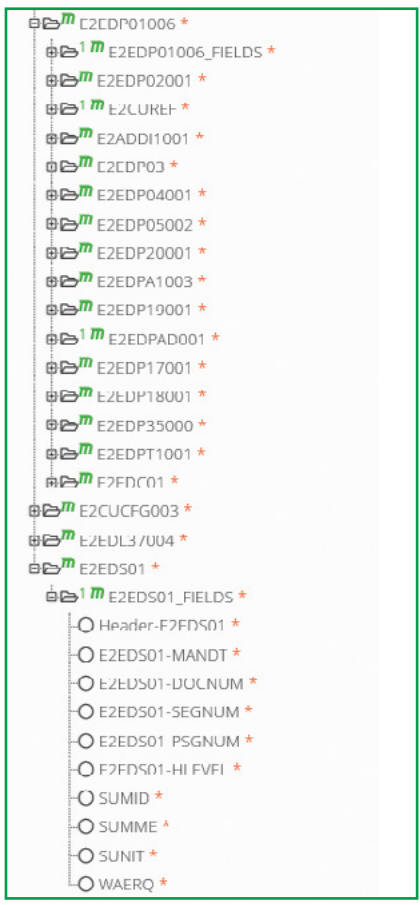 m E2EDP01006 *
1 m E2EDP01006_FIELDS *
m E2EDP02001 *
1 m E2CUREF *
m E2ADDI1001 *
m E2EDP03 *
m E2EDP04001 *
m E2EDP05002 *
m E2EDP20001 *
m E2EDPA1003 *
m E2EDP19001 *
1 m E2EDPAD001 *
m E2EDP17001 *
m E2EDP18001 *
m E2EDP35000 *
m E2EDPT1001 *
m E2EDC01 *
m E2CUCFG003 *
m E2EDL37004 *
m E2EDS01 *
1 m E2EDS01_FIELDS *
Header-E2EDS01 *
E2EDS01-MANDT *
E2EDS01-DOCNUM *
E2EDS01-SEGNUM *
E2EDS01-PSGNUM *
E2EDS01-HLEVEL *
SUMID *
SUMME *
SUNIT *
WAERQ *